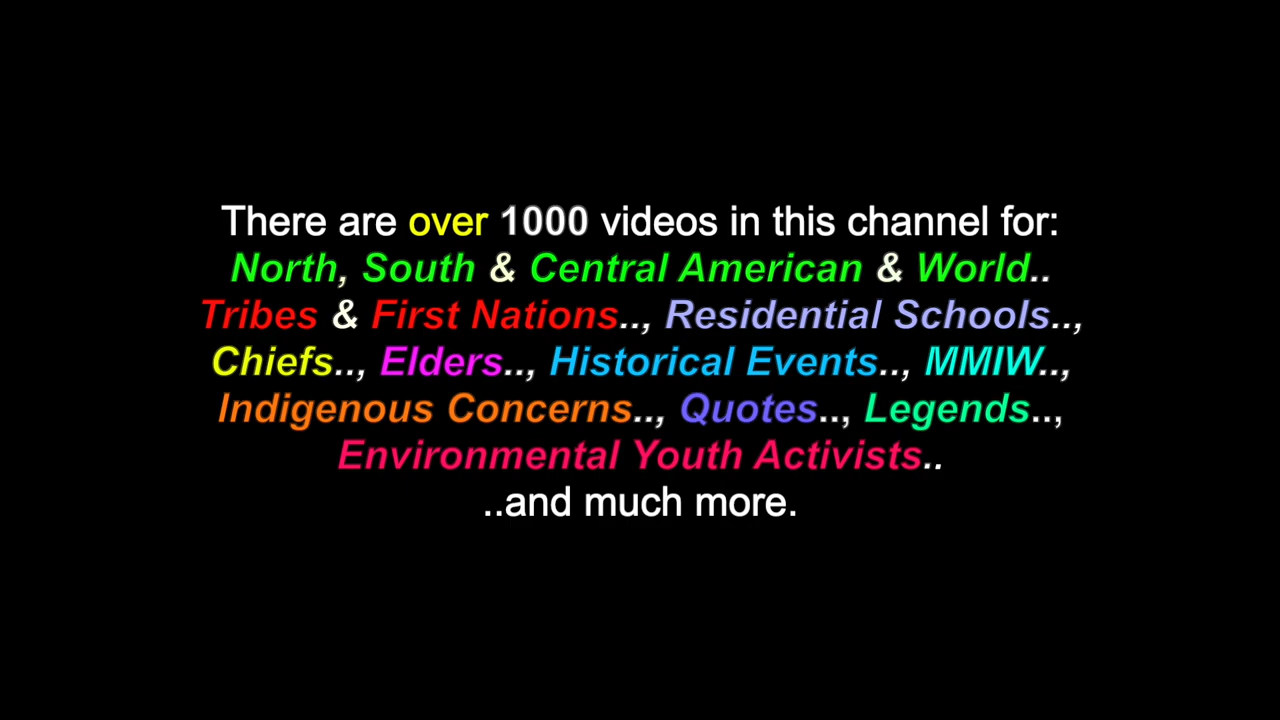 There are over 1000 videos in this channel for:
North, South & Central American & World..
Tribes & First Nations.., Residential Schools..,
Chiefs.., Elders.., Historical Events.., MMIW..,
Indigenous Concerns.., Quotes.., Legends..,
Environmental Youth Activists..
..and much more.